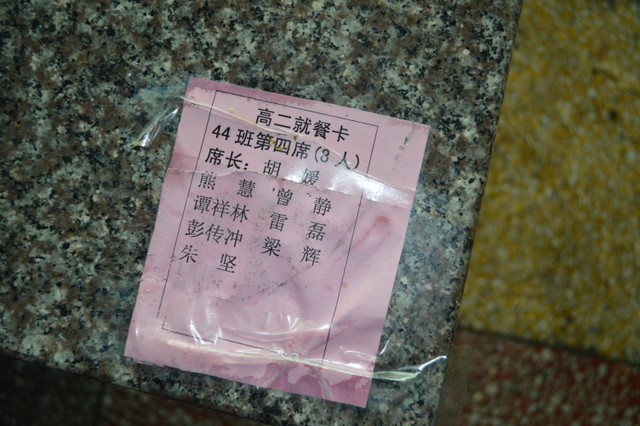 高二就餐卡
44班第四席(8人)
席长：胡 媛
熊 慧 曾 静
谭祥林 雷 磊
彭传冲 梁 辉
朱 坚